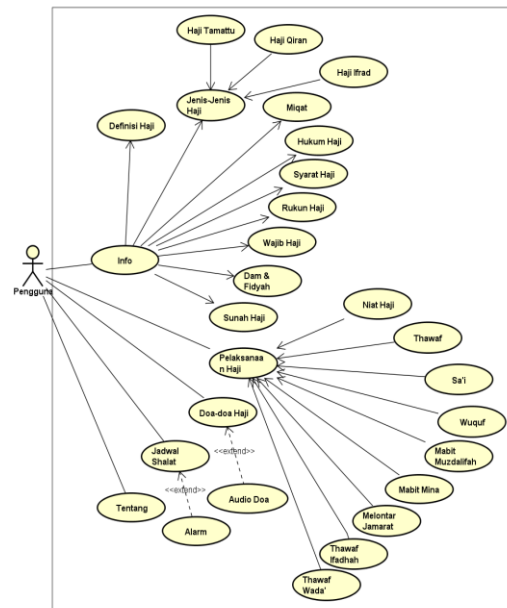 Haji Tamattu
Haji Qiran
Haji Ifrad
Jenis-Jenis
Haji
Miqat
Definisi Haji
Hukum Haji
Syarat Haji
Rukun Haji
Wajib Haji
Info
Dam &
Fidyah
Pengguna
Sunah Haji
Niat Haji
Thawaf
Pelaksanaa
n Haji
Sa'i
Wuquf
Doa-doa Haji
Mabit
Muzdalifah
Jadwal
Shalat
<<extend>>
<<extend>>
Mabit Mina
Audio Doa
Tentang
Melontar
Jamarat
Alarm
Thawaf
Ifadhah
Thawaf
Wada'